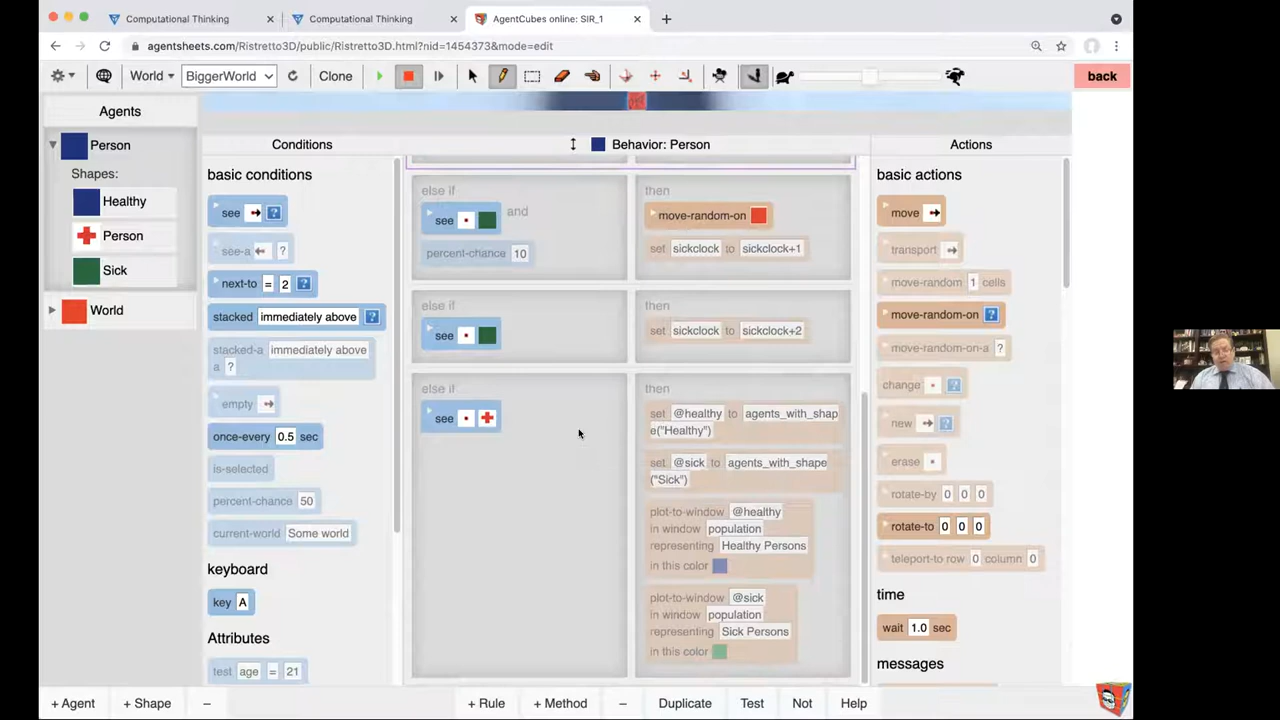 Computational Thinking
Computational Thinking
AgentCubes online: SIR_1
agentsheets.com/Ristretto3D/public/Ristretto3D.html?nid=1454373&mode=edit
World
BiggerWorld
Clone
back
Agents
Person
Shapes:
Healthy
Person
Sick
World
Conditions
basic conditions
see
see-a ?
next-to = 2
stacked immediately above
stacked-a immediately above
a ?
empty
once-every 0.5 sec
is-selected
percent-chance 50
current-world Some world
keyboard
key A
Attributes
test age = 21
Behavior: Person
else if
see and
percent-chance 10
then
move-random-on
set sickclock to sickclock+1
else if
see
then
set sickclock to sickclock+2
else if
see
then
set @healthy to agents_with_shap
e("Healthy")
set @sick to agents_with_shape
("Sick")
plot-to-window @healthy
in window population
representing Healthy Persons
in this color
plot-to-window @sick
in window population
representing Sick Persons
in this color
Actions
basic actions
move
transport
move-random 1 cells
move-random-on
move-random-on-a ?
change
new
erase
rotate-by 0 0 0
rotate-to 0 0 0
teleport-to row 0 column 0
time
wait 1.0 sec
messages
+ Agent
+ Shape
−
+ Rule
+ Method
−
Duplicate
Test
Not
Help